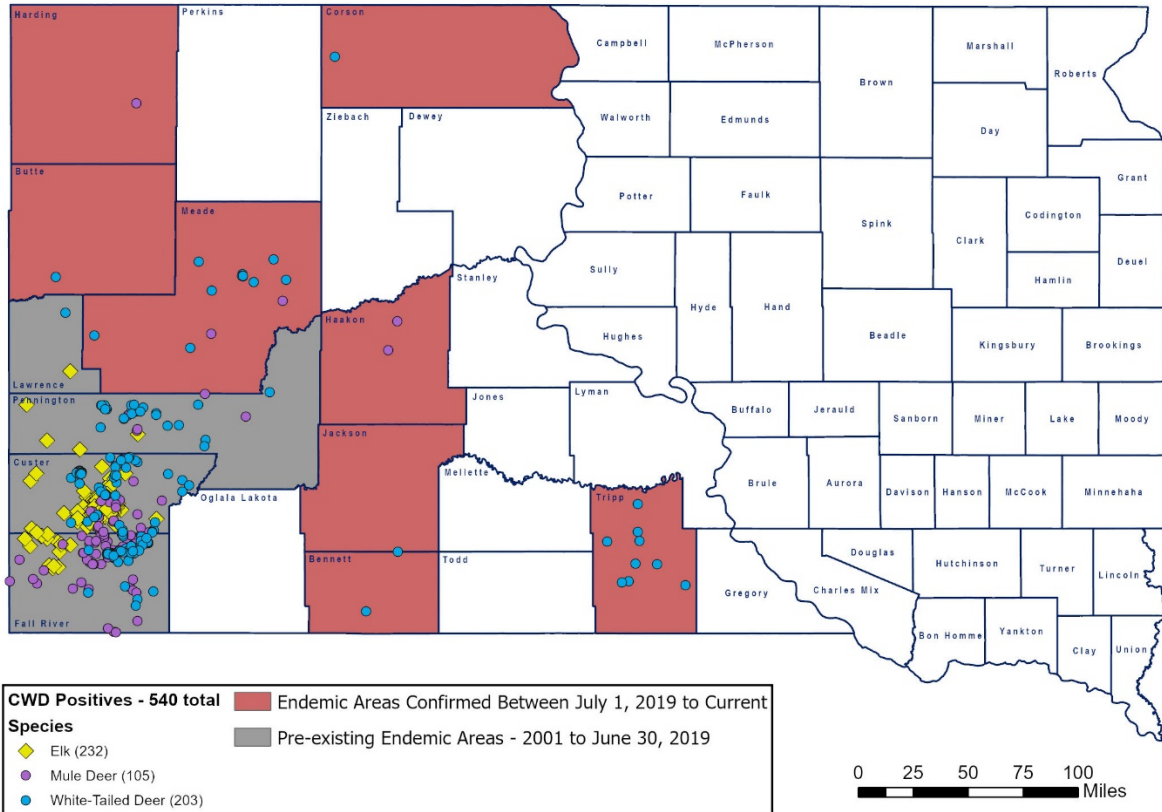 Harding
Perkins
Corson
Campbell
McPherson
Marshall
Roberts
Brown
Walworth
Edmunds
Day
Ziebach
Dewey
Butte
Grant
Potter
Faulk
Codington
Meade
Spink
Clark
Deuel
Sully
Stanley
Hamlin
Hyde
Hand
Haakon
Hughes
Beadle
Kingsbury
Brookings
Lawrence
Pennington
Jones
Lyman
Buffalo
Jerauld
Sanborn
Miner
Lake
Moody
Jackson
Custer
Mellette
Oglala Lakota
Tripp
Brule
Aurora
Davison
Hanson
McCook
Minnehaha
Bennett
Todd
Douglas
Hutchinson
Turner
Lincoln
Gregory
Charles Mix
Fall River
Bon Homme
Yankton
Clay
Union
CWD Positives - 540 total
Species
Elk (232)
Mule Deer (105)
White-Tailed Deer (203)
Endemic Areas Confirmed Between July 1, 2019 to Current
Pre-existing Endemic Areas - 2001 to June 30, 2019
0 25 50 75 100
Miles